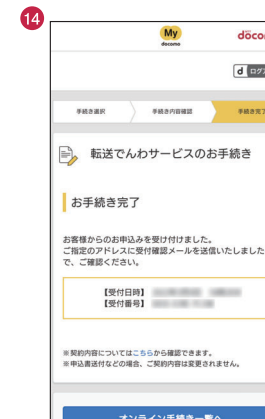 14
My
docomo
döco
d ログ
手続き選択
手続き内容確認
手続き完了
転送でんわサービスのお手続き
お手続き完了
お客様からのお申込みを受け付けました。
ご指定のアドレスに受付確認メールを送信いたしました
で、ご確認ください。
【受付日時】
【受付番号】
※契約内容についてはこちらから確認できます。
※申込書送付などの場合、ご契約内容は変更されません。
オンライン手続き一覧へ